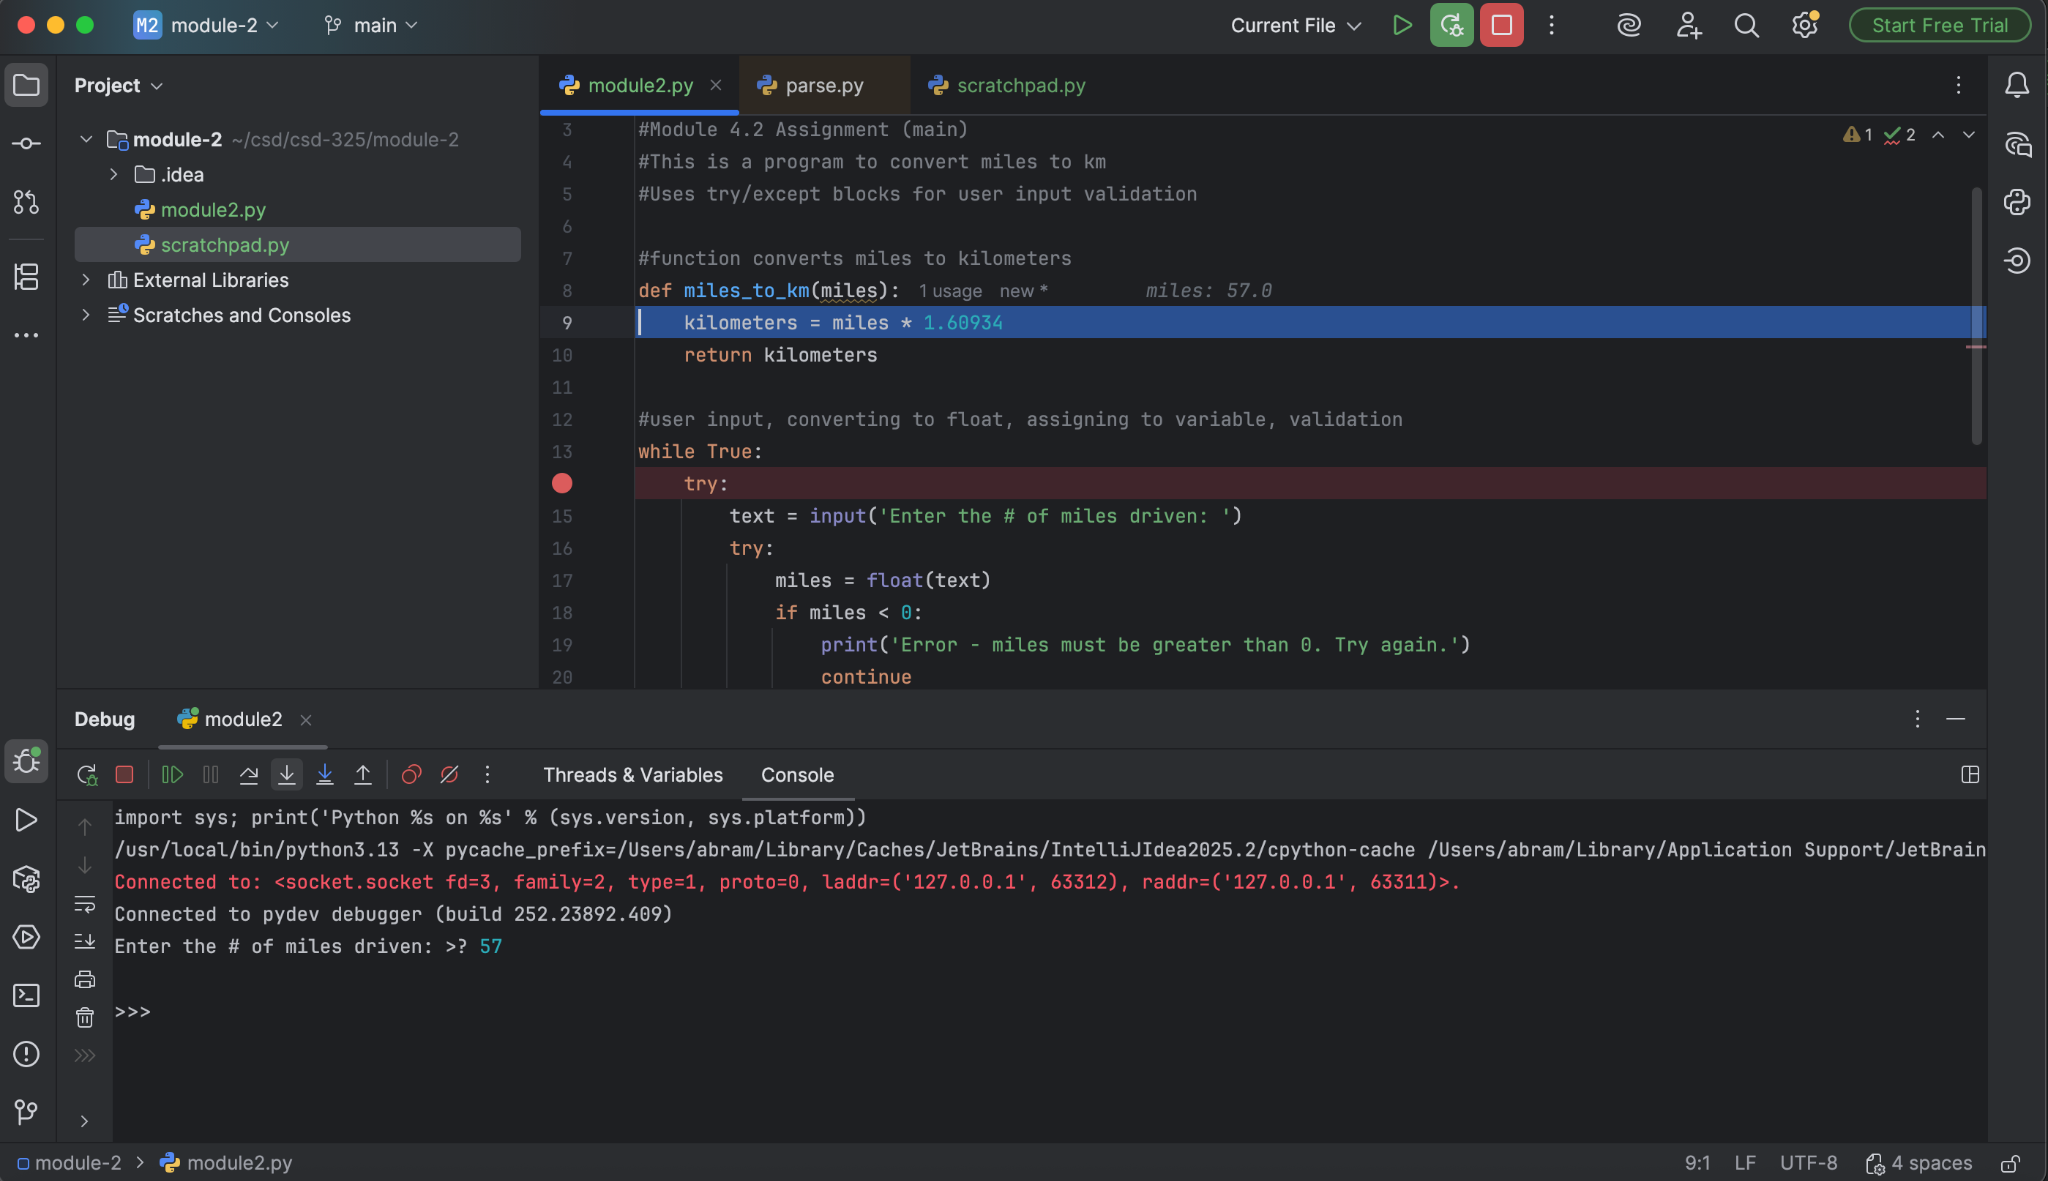 M2 module-2 main Current File Start Free Trial
Project
module-2 ~/csd/csd-325/module-2
.idea
module2.py
scratchpad.py
External Libraries
Scratches and Consoles
module2.py parse.py scratchpad.py
1 2
3 #Module 4.2 Assignment (main)
4 #This is a program to convert miles to km
5 #Uses try/except blocks for user input validation
6
7 #function converts miles to kilometers
8 def miles_to_km(miles): 1 usage new * miles: 57.0
9 kilometers = miles * 1.60934
10 return kilometers
11
12 #user input, converting to float, assigning to variable, validation
13 while True:
try:
15 text = input('Enter the # of miles driven: ')
16 try:
17 miles = float(text)
18 if miles < 0:
19 print('Error - miles must be greater than 0. Try again.')
20 continue
Debug module2
Threads & Variables Console
import sys; print('Python %s on %s' % (sys.version, sys.platform))
/usr/local/bin/python3.13 -X pycache_prefix=/Users/abram/Library/Caches/JetBrains/IntelliJIdea2025.2/cpython-cache /Users/abram/Library/Application Support/JetBrain
Connected to: <socket.socket fd=3, family=2, type=1, proto=0, laddr=('127.0.0.1', 63312), raddr=('127.0.0.1', 63311)>.
Connected to pydev debugger (build 252.23892.409)
Enter the # of miles driven: >? 57
>>>
module-2 > module2.py 9:1 LF UTF-8 4 spaces